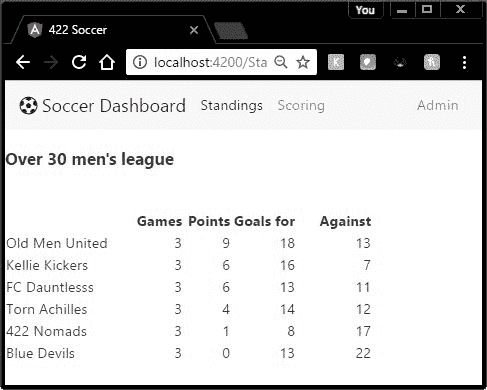 You
422 Soccer
localhost:4200/Sta
Soccer Dashboard Standings Scoring Admin
Over 30 men's league
Games Points Goals for Against
Old Men United 3 9 18 13
Kellie Kickers 3 6 16 7
FC Dauntlesss 3 6 13 11
Torn Achilles 3 4 14 12
422 Nomads 3 1 8 17
Blue Devils 3 0 13 22